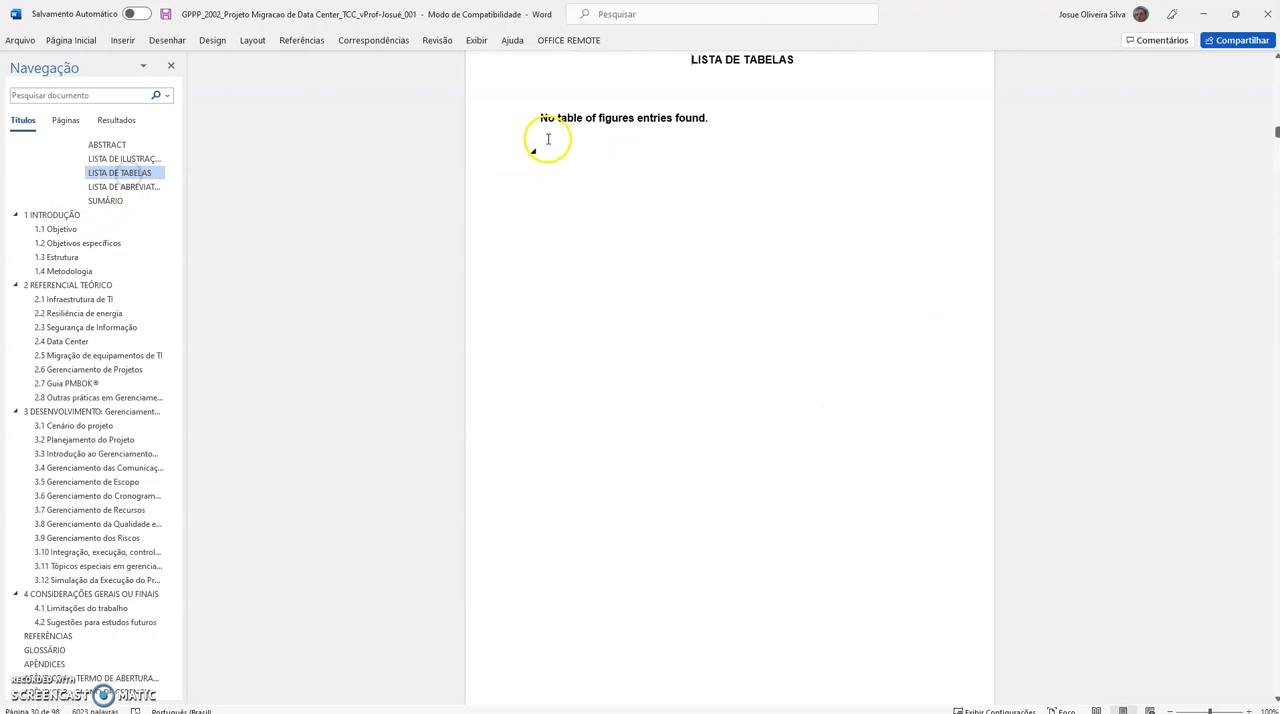 Salvamento Automático
GPPP_2002_Projeto Migracao de Data Center_TCC_vProf-Josué_001 - Modo de Compatibilidade - Word
Pesquisar
Josue Oliveira Silva
Arquivo Página Inicial Inserir Desenhar Design Layout Referências Correspondências Revisão Exibir Ajuda OFFICE REMOTE
Comentários
Compartilhar
Navegação
Pesquisar documento
Títulos Páginas Resultados
ABSTRACT
LISTA DE ILUSTRAÇ...
LISTA DE TABELAS
LISTA DE ABREVIAT...
SUMÁRIO
1 INTRODUÇÃO
1.1 Objetivo
1.2 Objetivos específicos
1.3 Estrutura
1.4 Metodologia
2 REFERENCIAL TEÓRICO
2.1 Infraestrutura de TI
2.2 Resiliência de energia
2.3 Segurança de Informação
2.4 Data Center
2.5 Migração de equipamentos de TI
2.6 Gerenciamento de Projetos
2.7 Guia PMBOK®
2.8 Outras práticas em Gerenciame...
3 DESENVOLVIMENTO: Gerenciament...
3.1 Cenário do projeto
3.2 Planejamento do Projeto
3.3 Introdução ao Gerenciamento...
3.4 Gerenciamento das Comunicaç...
3.5 Gerenciamento de Escopo
3.6 Gerenciamento do Cronogram...
3.7 Gerenciamento de Recursos
3.8 Gerenciamento da Qualidade e...
3.9 Gerenciamento dos Riscos
3.10 Integração, execução, control...
3.11 Tópicos especiais em gerencia...
3.12 Simulação da Execução do Pr...
4 CONSIDERAÇÕES GERAIS OU FINAIS
4.1 Limitações do trabalho
4.2 Sugestões para estudos futuros
REFERÊNCIAS
GLOSSÁRIO
APÊNDICES
TERMO DE ABERTURA...
RECORDED WITH
SCREENCAST MATIC
LISTA DE TABELAS
No table of figures entries found.
Página 30 de 98 6023 palavras Português (Brasil)
Exibir Configurações Foco 100%